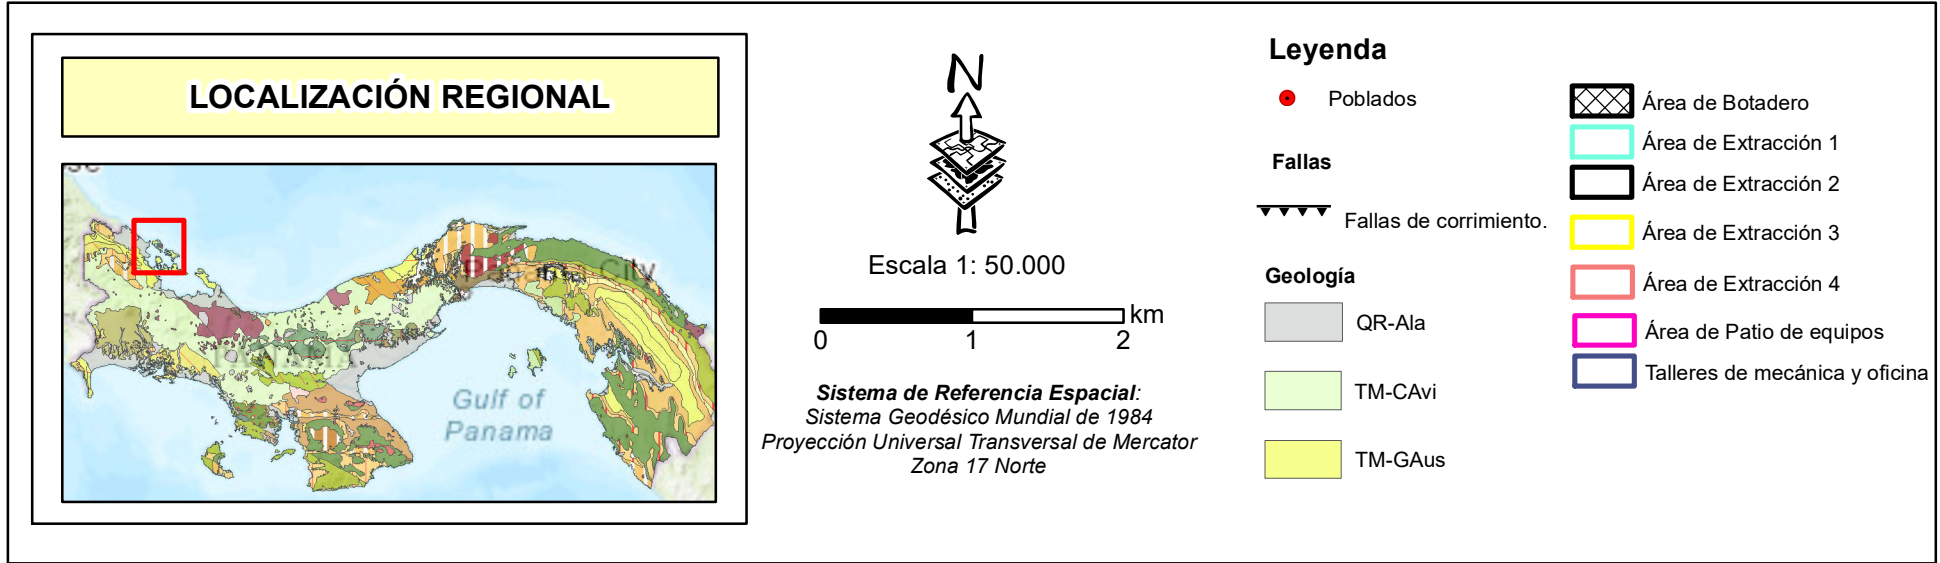 LOCALIZACIÓN REGIONAL
Panama City
PANAMA
Gulf of
Panama
N
Escala 1: 50.000
km
0 1 2
Sistema de Referencia Espacial:
Sistema Geodésico Mundial de 1984
Proyección Universal Transversal de Mercator
Zona 17 Norte
Leyenda
Poblados
Fallas
Fallas de corrimiento.
Geología
QR-Ala
TM-CAvi
TM-GAus
Área de Botadero
Área de Extracción 1
Área de Extracción 2
Área de Extracción 3
Área de Extracción 4
Área de Patio de equipos
Talleres de mecánica y oficina